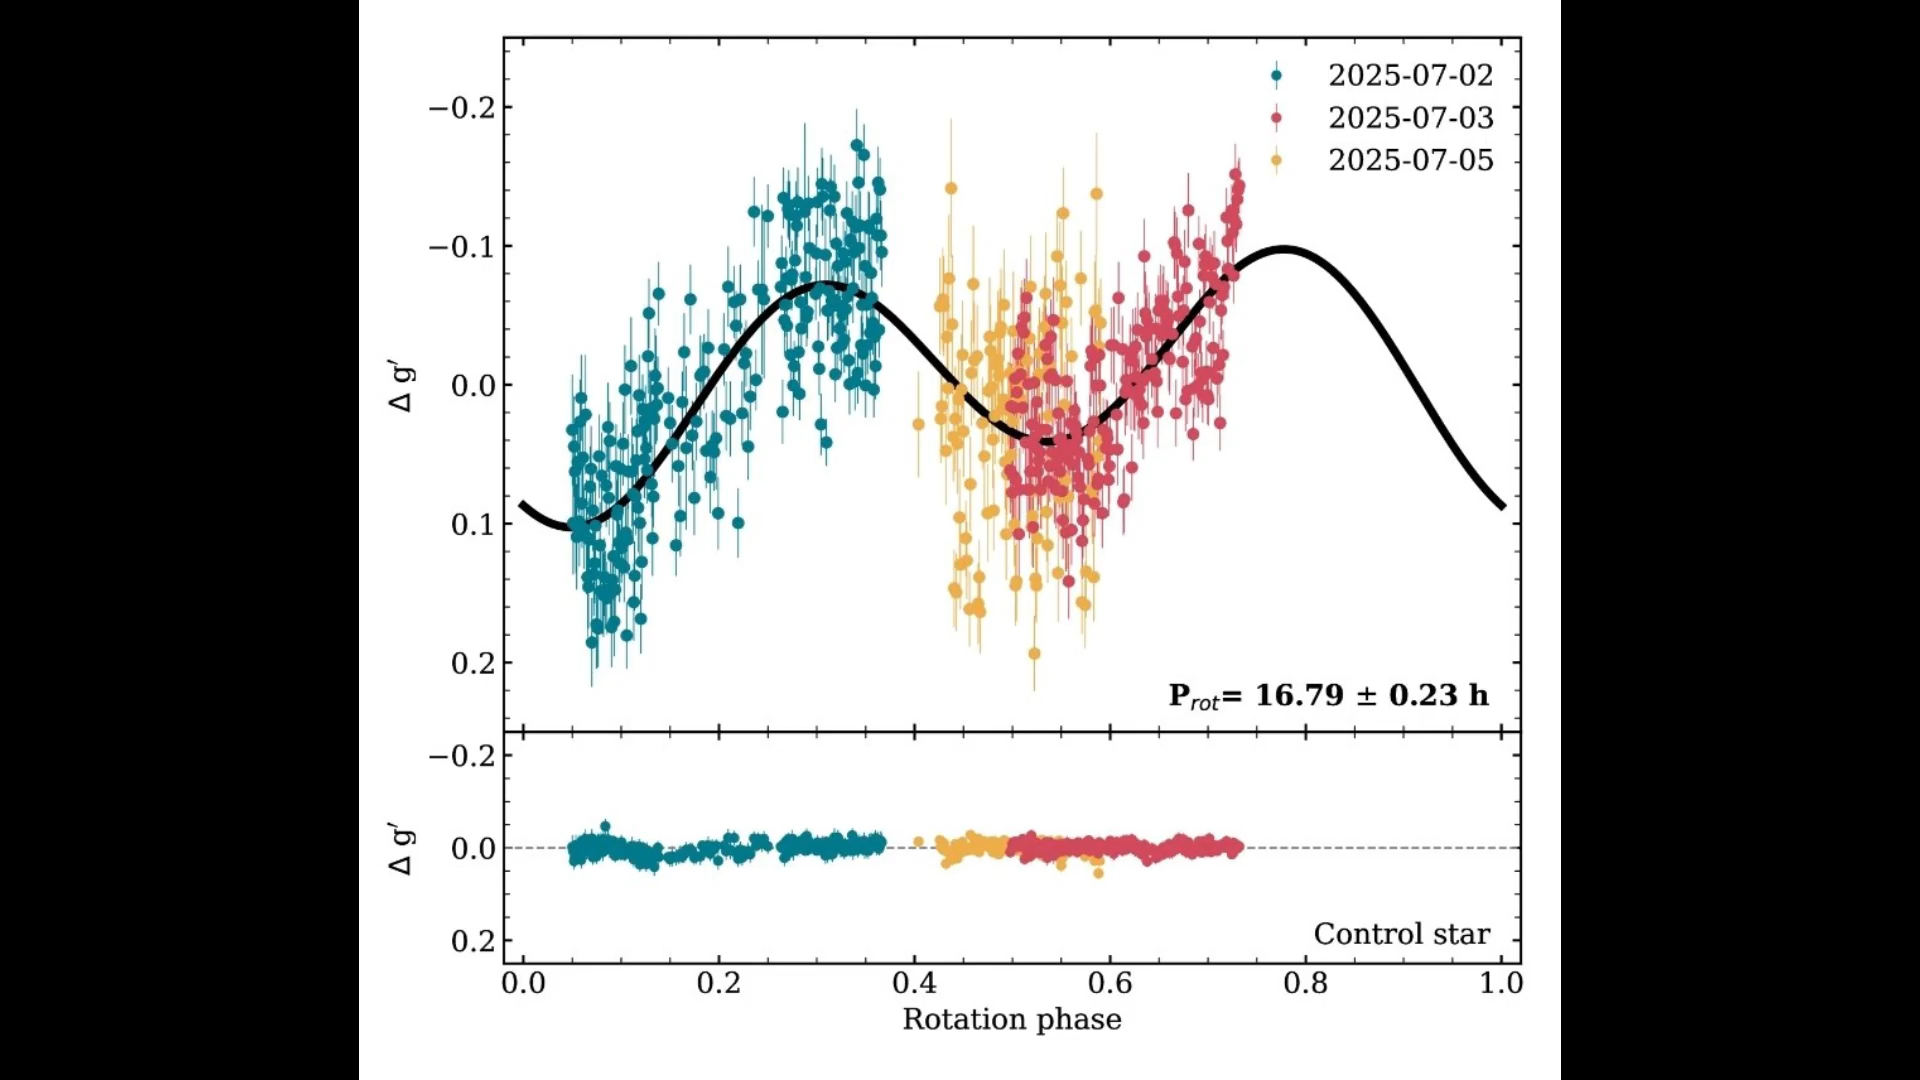 2025-07-02
2025-07-03
2025-07-05
−0.2
−0.1
0.0
0.1
0.2
Δ g′
P_rot= 16.79 ± 0.23 h
−0.2
0.0
0.2
Δ g′
Control star
0.0 0.2 0.4 0.6 0.8 1.0
Rotation phase